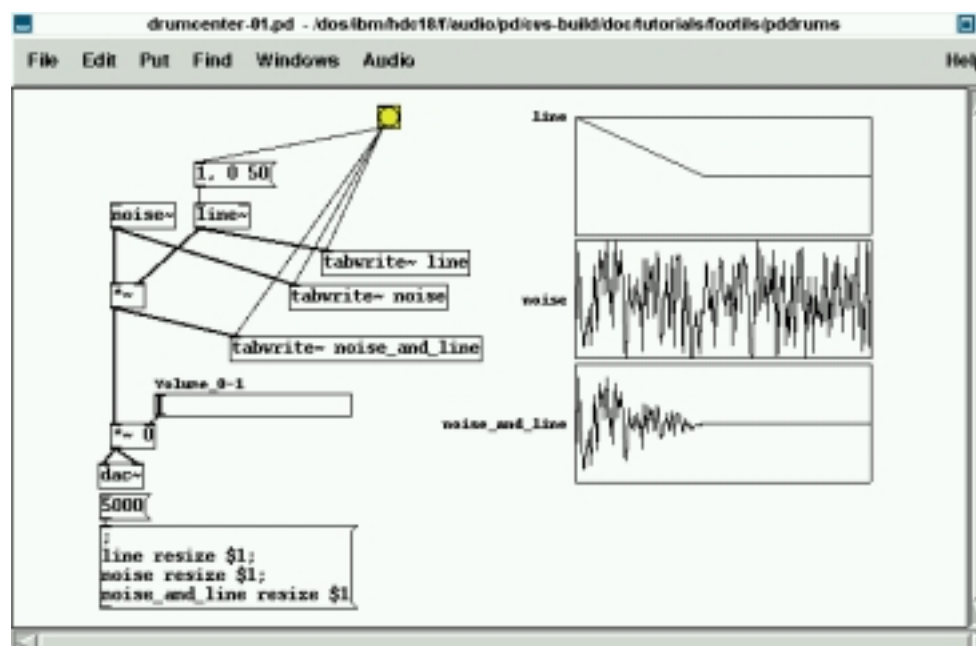 drumcenter-01.pd - /dos/ibm/hdc18/f/audio/pd/cvs-build/doc/tutorials/footils/pddrums
File Edit Put Find Windows Audio Help
line
1, 0 50
noise~ line~
tabwrite~ line
tabwrite~ noise
*~
noise
tabwrite~ noise_and_line
Volume_0-1
noise_and_line
*~ 0
dac~
5000
;
line resize $1;
noise resize $1;
noise_and_line resize $1